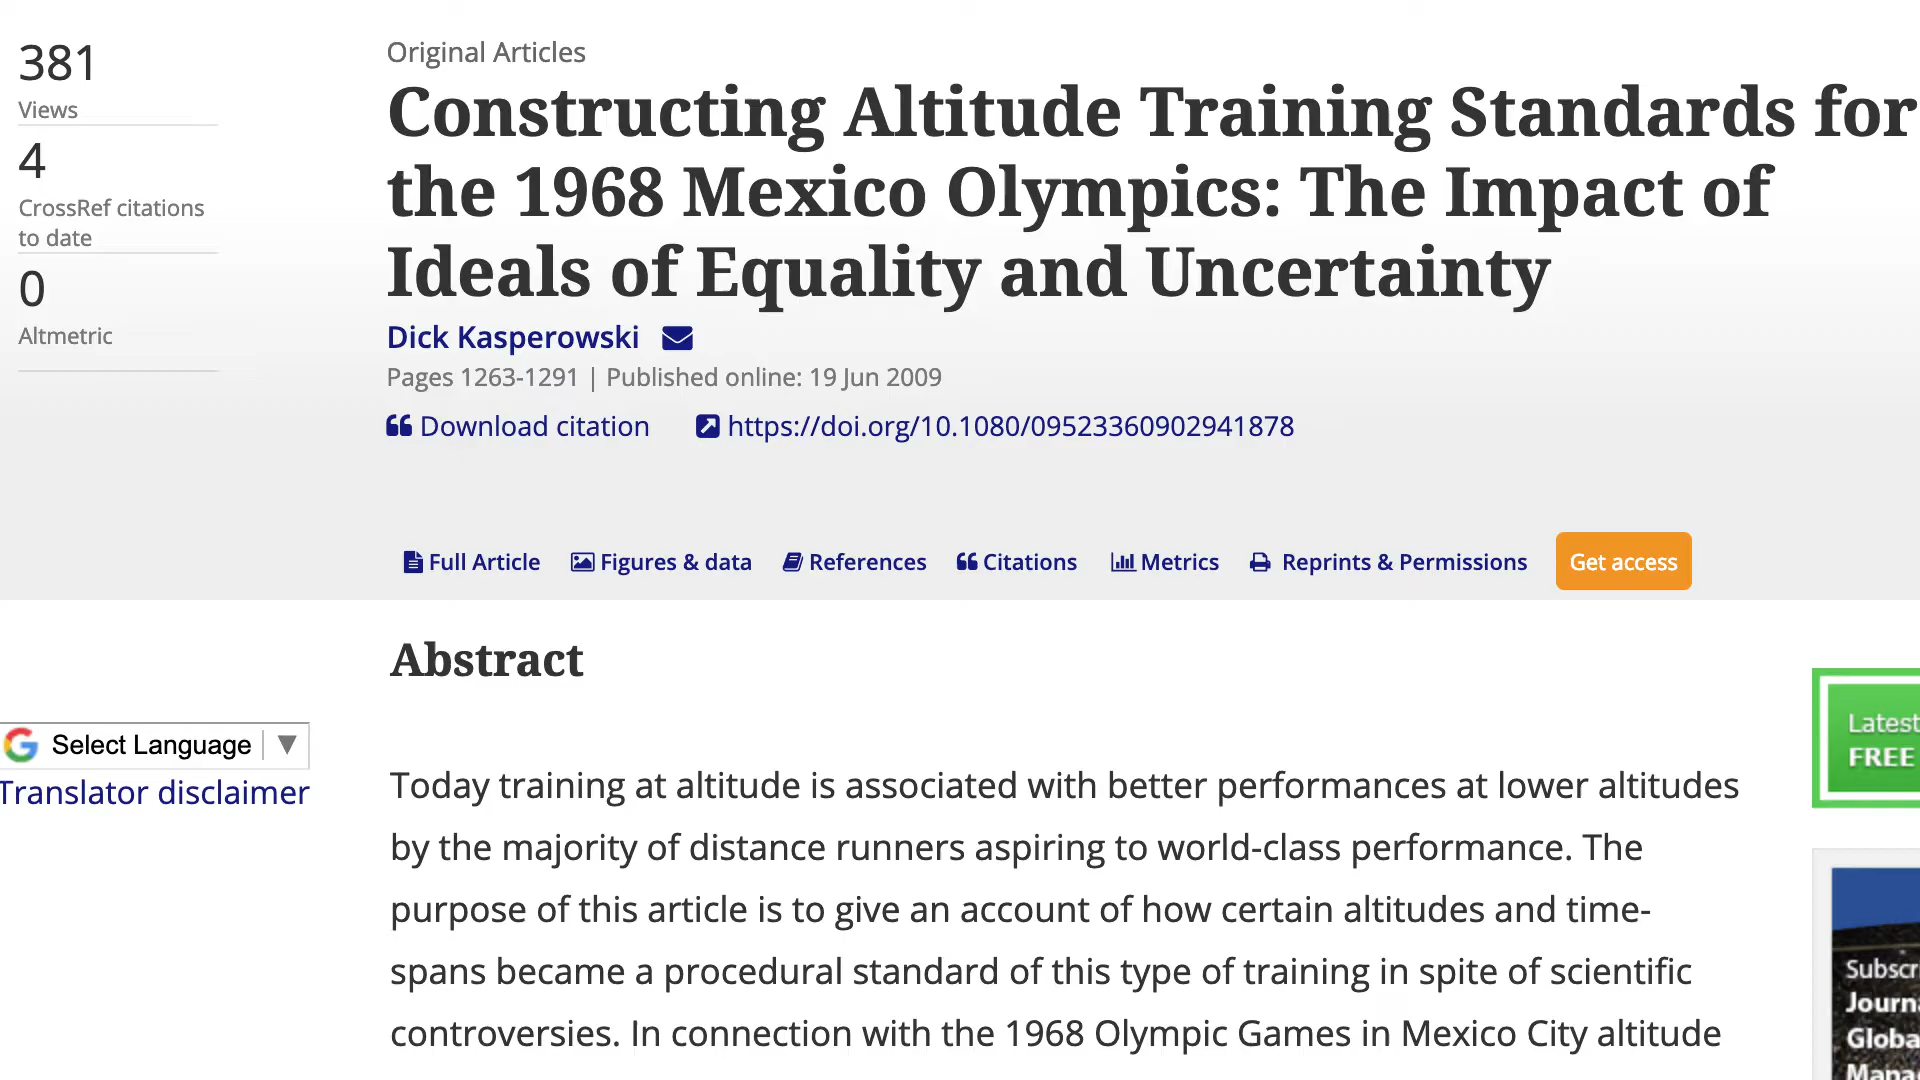 381
Views
4
CrossRef citations
to date
0
Altmetric
Original Articles
Constructing Altitude Training Standards for
the 1968 Mexico Olympics: The Impact of
Ideals of Equality and Uncertainty
Dick Kasperowski
Pages 1263-1291 | Published online: 19 Jun 2009
Download citation https://doi.org/10.1080/09523360902941878
Full Article Figures & data References Citations Metrics Reprints & Permissions Get access
Abstract
Select Language ▼
Translator disclaimer
Today training at altitude is associated with better performances at lower altitudes
by the majority of distance runners aspiring to world-class performance. The
purpose of this article is to give an account of how certain altitudes and time-
spans became a procedural standard of this type of training in spite of scientific
controversies. In connection with the 1968 Olympic Games in Mexico City altitude
Latest
FREE
Subscr
Journa
Globa
Mana